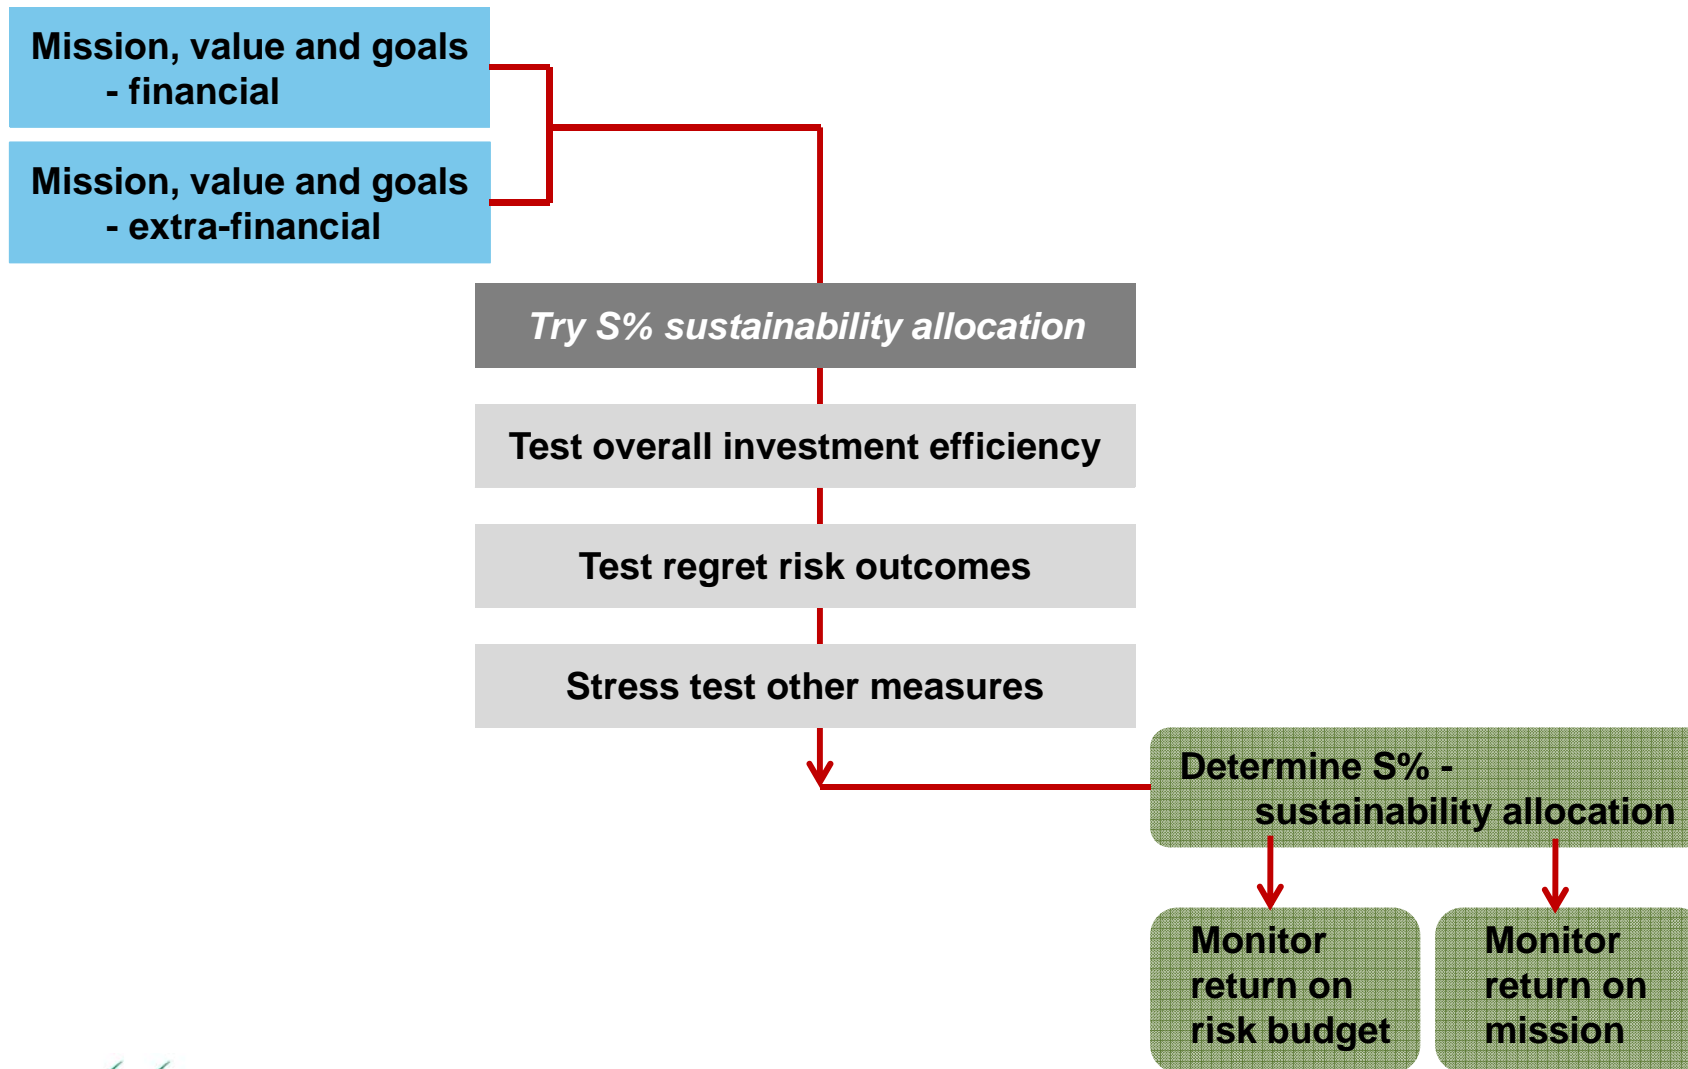 Mission, value and goals
- financial
Mission, value and goals
- extra-financial
Try S% sustainability allocation
Test overall investment efficiency
Test regret risk outcomes
Stress test other measures
Determine S% -
sustainability allocation
Monitor
return on
risk budget
Monitor
return on
mission